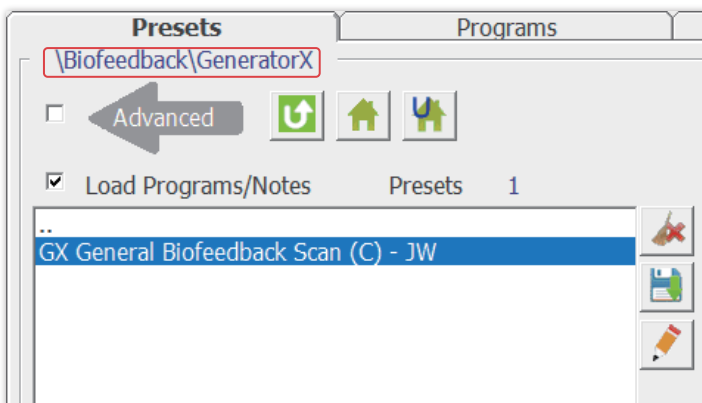 Presets Programs
\Biofeedback\GeneratorX
Advanced
U
Load Programs/Notes Presets 1
..
GX General Biofeedback Scan (C) - JW